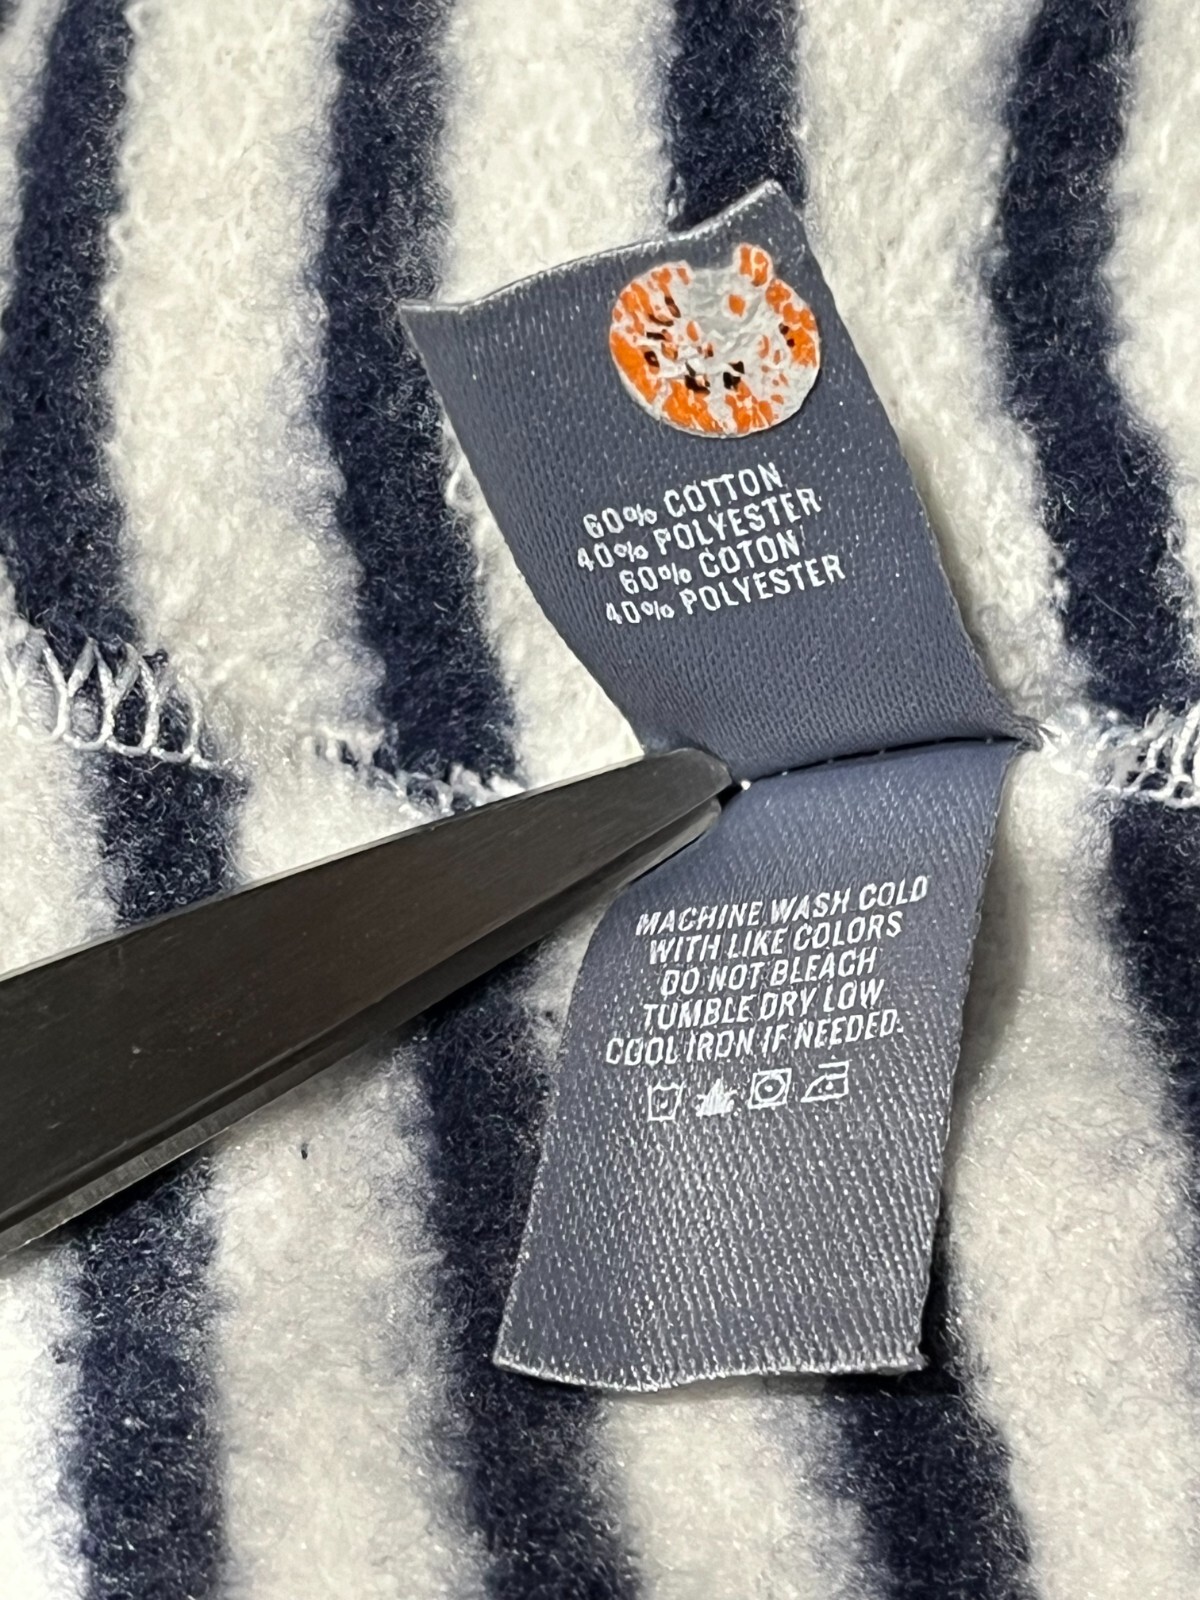 60% COTTON
40% POLYESTER
60% COTON
40% POLYESTER
MACHINE WASH COLD
WITH LIKE COLORS
DO NOT BLEACH
TUMBLE DRY LOW
COOL IRON IF NEEDED.